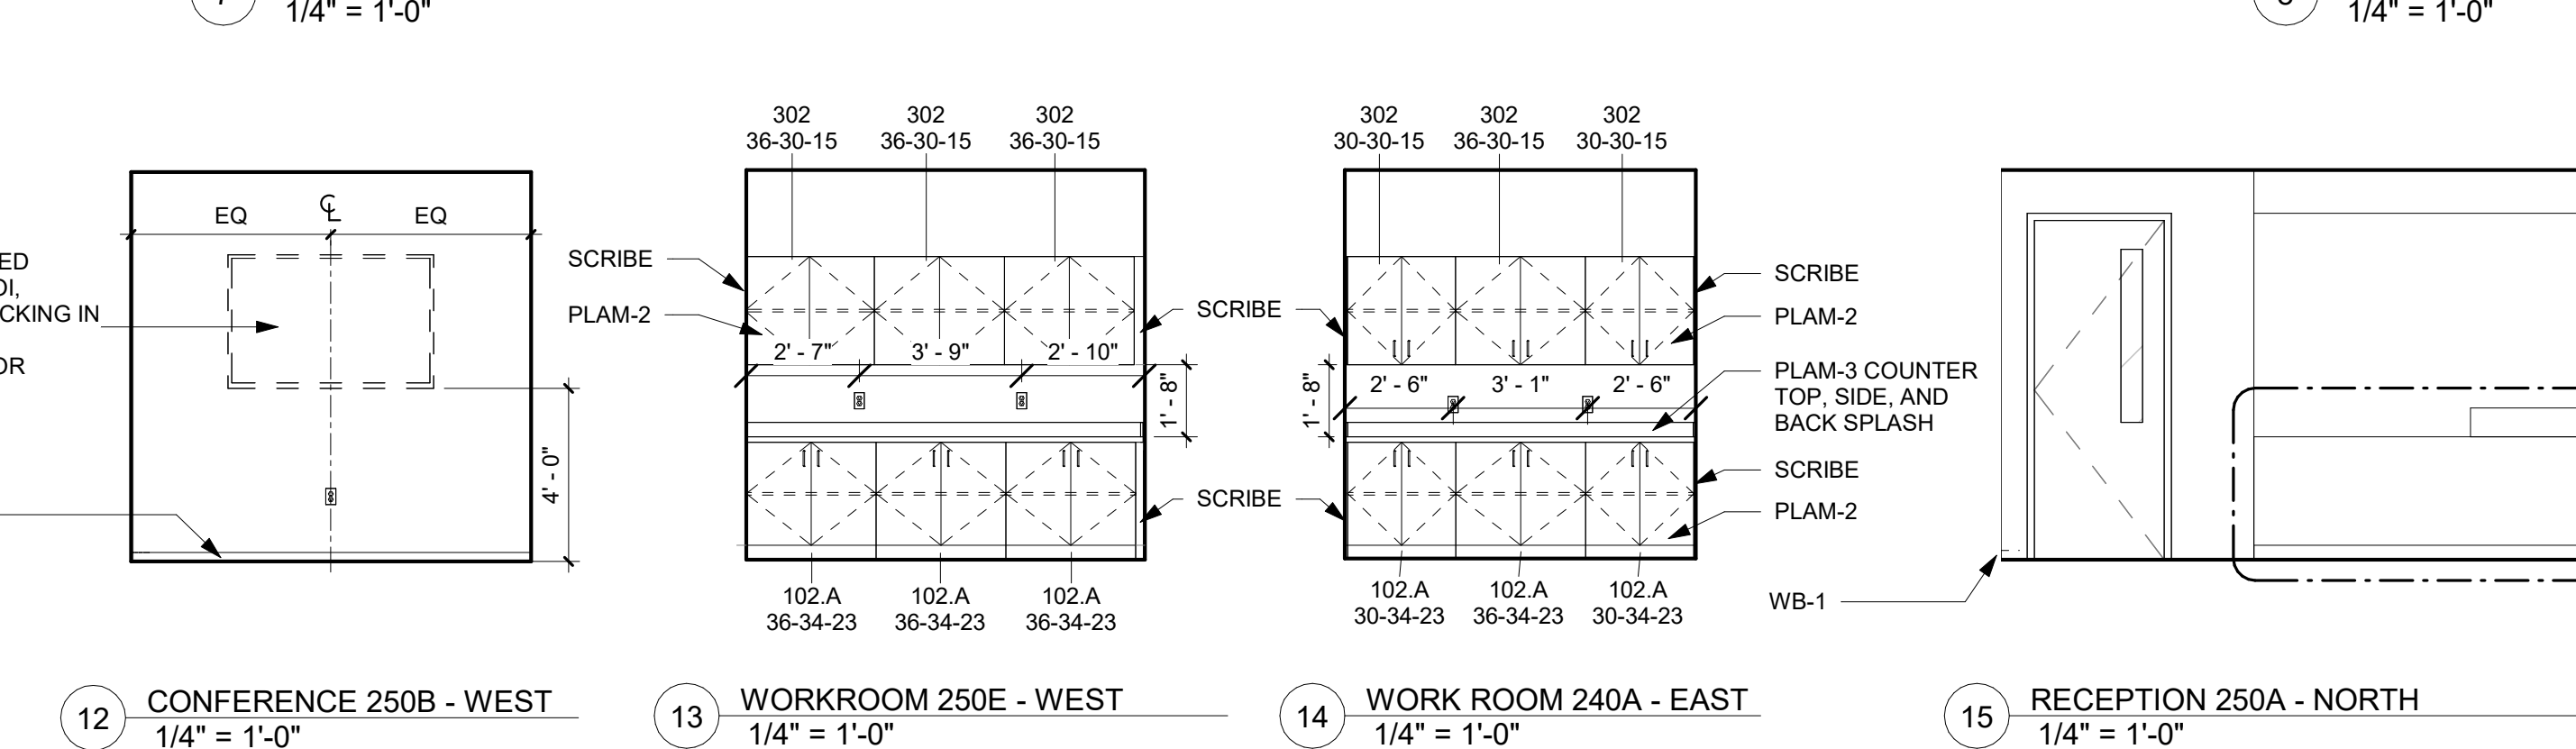 1/4" = 1'-0"
1/4" = 1'-0"
ED
DI,
CKING IN
OR
EQ
CL
EQ
4' - 0"
12
CONFERENCE 250B - WEST
1/4" = 1'-0"
302
36-30-15
302
36-30-15
302
36-30-15
SCRIBE
PLAM-2
SCRIBE
2' - 7"
3' - 9"
2' - 10"
1' - 8"
SCRIBE
102.A
36-34-23
102.A
36-34-23
102.A
36-34-23
13
WORKROOM 250E - WEST
1/4" = 1'-0"
302
30-30-15
302
36-30-15
302
30-30-15
SCRIBE
PLAM-2
1' - 8"
2' - 6"
3' - 1"
2' - 6"
PLAM-3 COUNTER
TOP, SIDE, AND
BACK SPLASH
SCRIBE
PLAM-2
102.A
30-34-23
102.A
36-34-23
102.A
30-34-23
14
WORK ROOM 240A - EAST
1/4" = 1'-0"
WB-1
15
RECEPTION 250A - NORTH
1/4" = 1'-0"